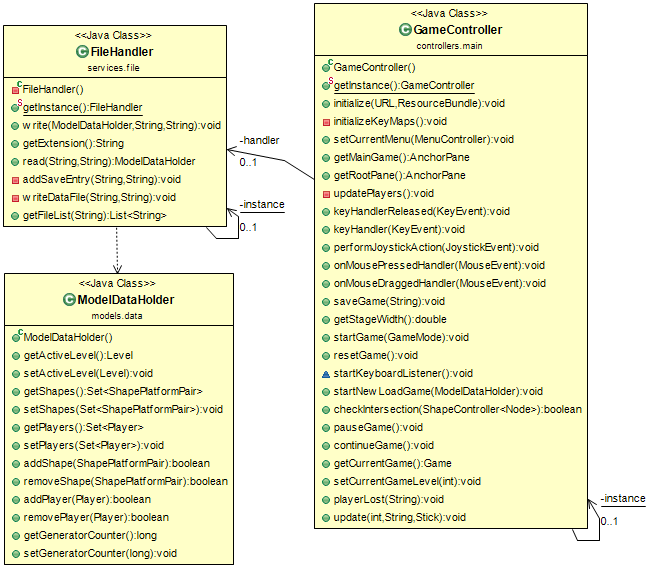 <<Java Class>>
FileHandler
services.file
FileHandler()
getInstance():FileHandler
write(ModelDataHolder,String,String):void
getExtension():String
read(String,String):ModelDataHolder
addSaveEntry(String,String):void
writeDataFile(String,String):void
getFileList(String):List<String>
-handler
0..1
-instance
0..1
<<Java Class>>
ModelDataHolder
models.data
ModelDataHolder()
getActiveLevel():Level
setActiveLevel(Level):void
getShapes():Set<ShapePlatformPair>
setShapes(Set<ShapePlatformPair>):void
getPlayers():Set<Player>
setPlayers(Set<Player>):void
addShape(ShapePlatformPair):boolean
removeShape(ShapePlatformPair):boolean
addPlayer(Player):boolean
removePlayer(Player):boolean
getGeneratorCounter():long
setGeneratorCounter(long):void
<<Java Class>>
GameController
controllers.main
GameController()
getInstance():GameController
initialize(URL,ResourceBundle):void
initializeKeyMaps():void
setCurrentMenu(MenuController):void
getMainGame():AnchorPane
getRootPane():AnchorPane
updatePlayers():void
keyHandlerReleased(KeyEvent):void
keyHandler(KeyEvent):void
performJoystickAction(JoystickEvent):void
onMousePressedHandler(MouseEvent):void
onMouseDraggedHandler(MouseEvent):void
saveGame(String):void
getStageWidth():double
startGame(GameMode):void
resetGame():void
startKeyboardListener():void
startNewLoadGame(ModelDataHolder):void
checkIntersection(ShapeController<Node>):boolean
pauseGame():void
continueGame():void
getCurrentGame():Game
setCurrentGameLevel(int):void
playerLost(String):void
update(int,String,Stick):void
-instance
0..1